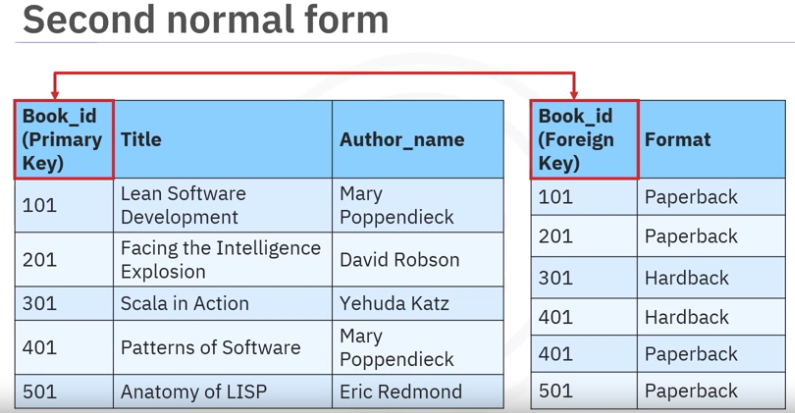 Second normal form
Book_id
(Primary
Key)
Title
Author_name
101
Lean Software
Development
Mary
Poppendieck
201
Facing the Intelligence
Explosion
David Robson
301
Scala in Action
Yehuda Katz
401
Patterns of Software
Mary
Poppendieck
501
Anatomy of LISP
Eric Redmond
Book_id
(Foreign
Key)
Format
101
Paperback
201
Paperback
301
Hardback
401
Hardback
401
Paperback
501
Paperback